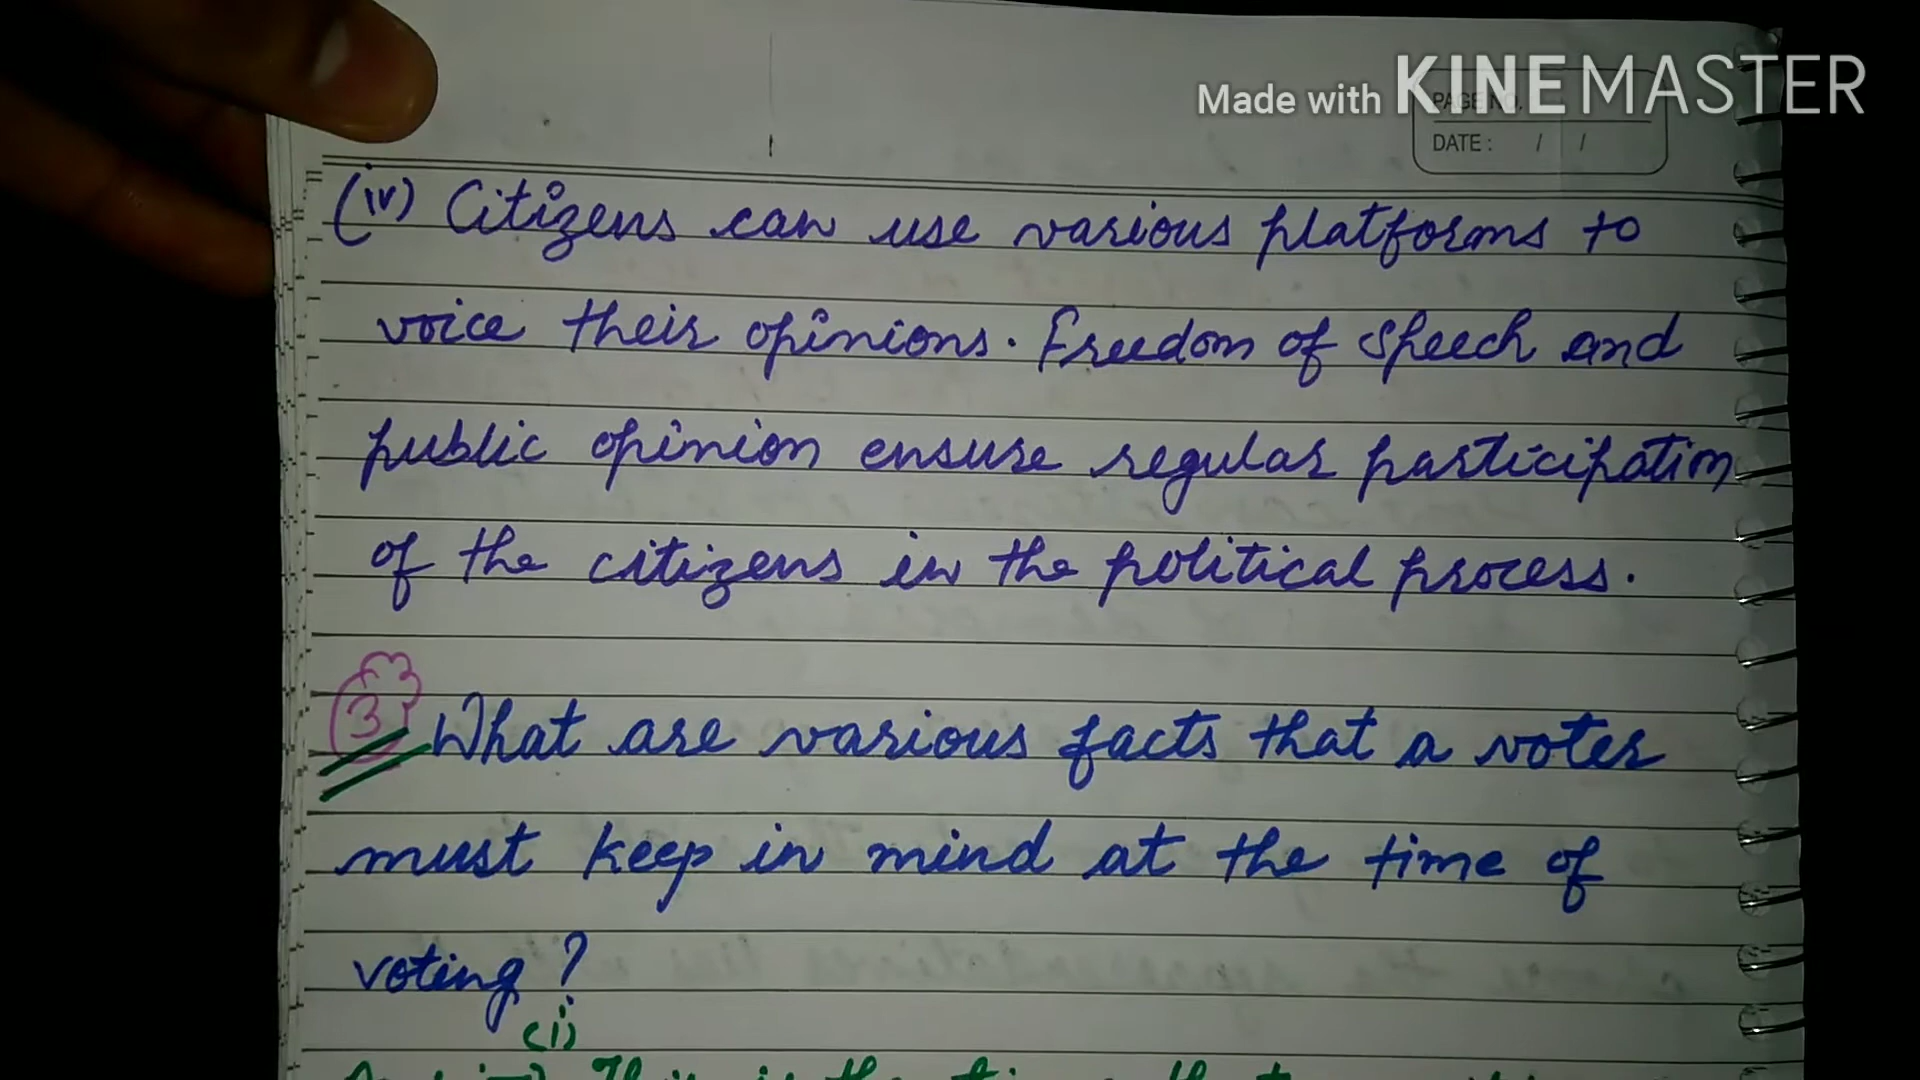 Made with KINEMASTER
PAGE NO.
DATE: / /
(iv) Citizens can use various platforms to
voice their opinions. Freedom of speech and
public opinion ensure regular participation
of the citizens in the political process.
3 What are various facts that a voter
must keep in mind at the time of
voting?
(i)